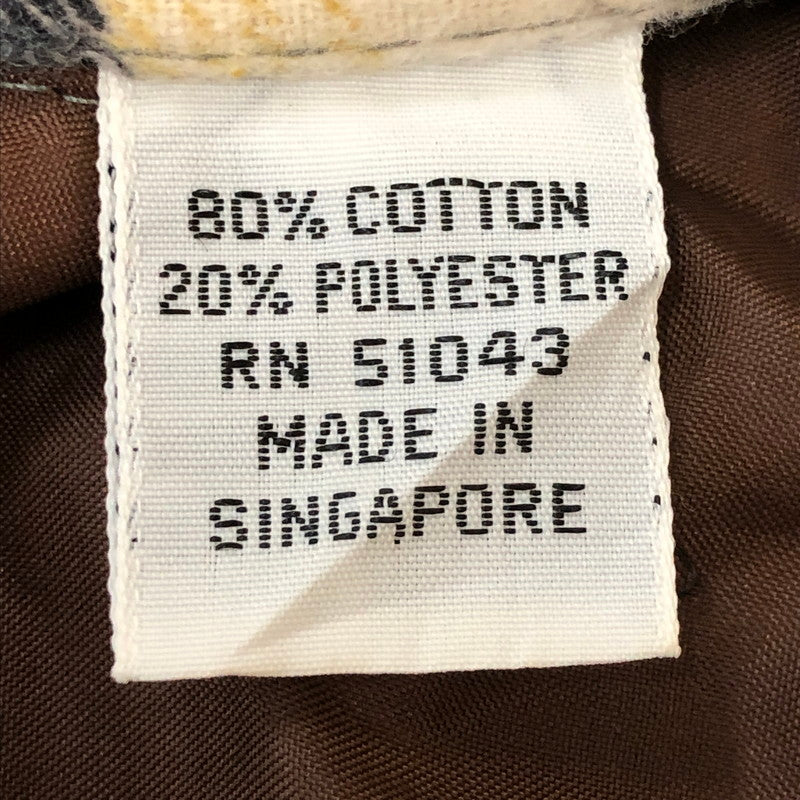 80% COTTON
20% POLYESTER
RN 51043
MADE IN
SINGAPORE